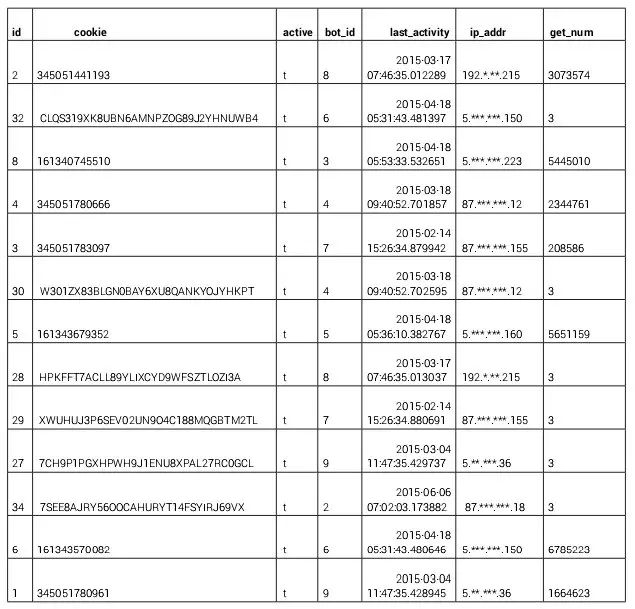 id cookie active bot_id last_activity ip_addr get_num
2015-03-17
2 345051441193 t 8 07:46:35.012289 192.*.**.215 3073574
2015-04-18
32 CLQS319XK8UBN6AMNPZOG89J2YHNUWB4 t 6 05:31:43.481397 5.***.***.150 3
2015-04-18
8 161340745510 t 3 05:53:33.532651 5.***.***.223 5445010
2015-03-18
4 345051780666 t 4 09:40:52.701857 87.***.***.12 2344761
2015-02-14
3 345051783097 t 7 15:26:34.879942 87.***.***.155 208586
2015-03-18
30 W301ZX83BLGN0BAY6XU8QANKYOJYHKPT t 4 09:40:52.702595 87.***.***.12 3
2015-04-18
5 161343679352 t 5 05:36:10.382767 5.***.***.160 5651159
2015-03-17
28 HPKFFT7ACLL89YLIXCYD9WFSZTLOZI3A t 8 07:46:35.013037 192.*.**.215 3
2015-02-14
29 XWUHUJ3P6SEV02UN9O4C188MQGBTM2TL t 7 15:26:34.880691 87.***.***.155 3
2015-03-04
27 7CH9P1PGXHPWH9J1ENU8XPAL27RC0GCL t 9 11:47:35.429737 5.**.***.36 3
2015-06-06
34 7SEE8AJRY56OOCAHURYT14FSYIRJ69VX t 2 07:02:03.173882 87.***.***.18 3
2015-04-18
6 161343570082 t 6 05:31:43.480646 5.***.***.150 6785223
2015-03-04
1 345051780961 t 9 11:47:35.428945 5.**.***.36 1664623